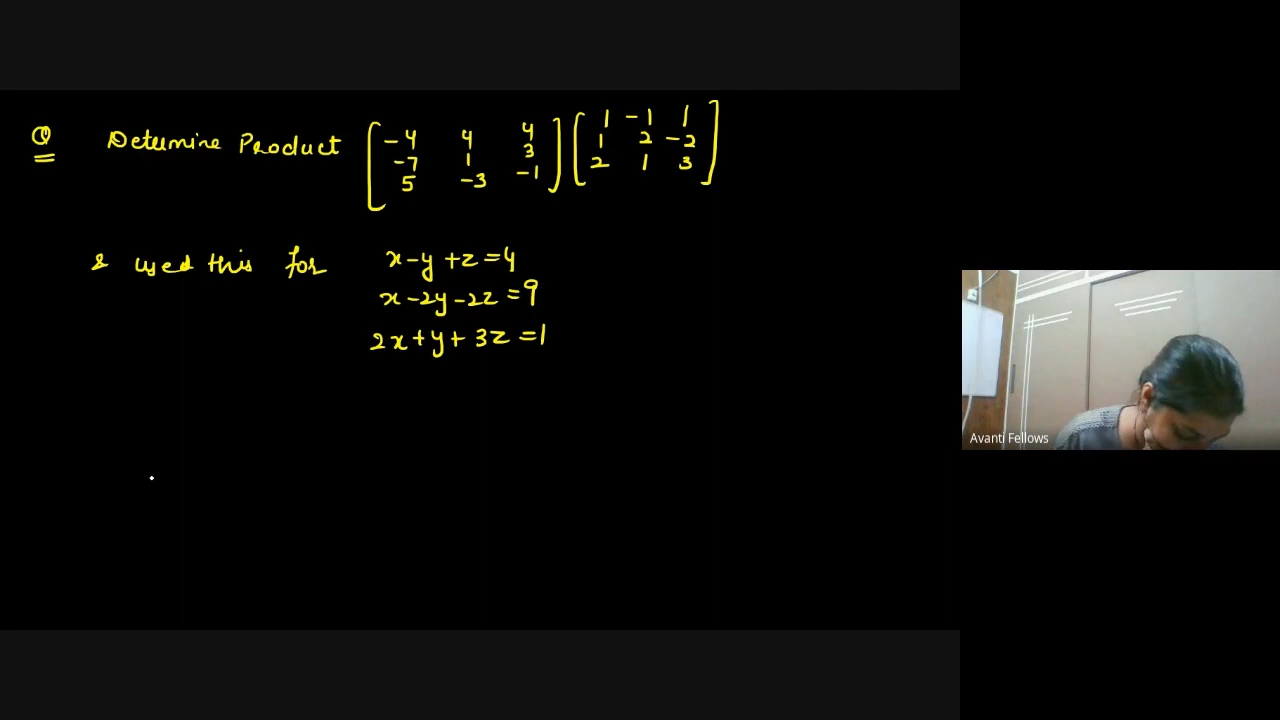 Q Determine Product [-4 4 4 [1 -1 1
-7 1 3 1 2 -2
5 -3 -1] 2 1 3]
& used this for x-y+z=4
x-2y-2z=9
2x+y+3z=1
Avanti Fellows